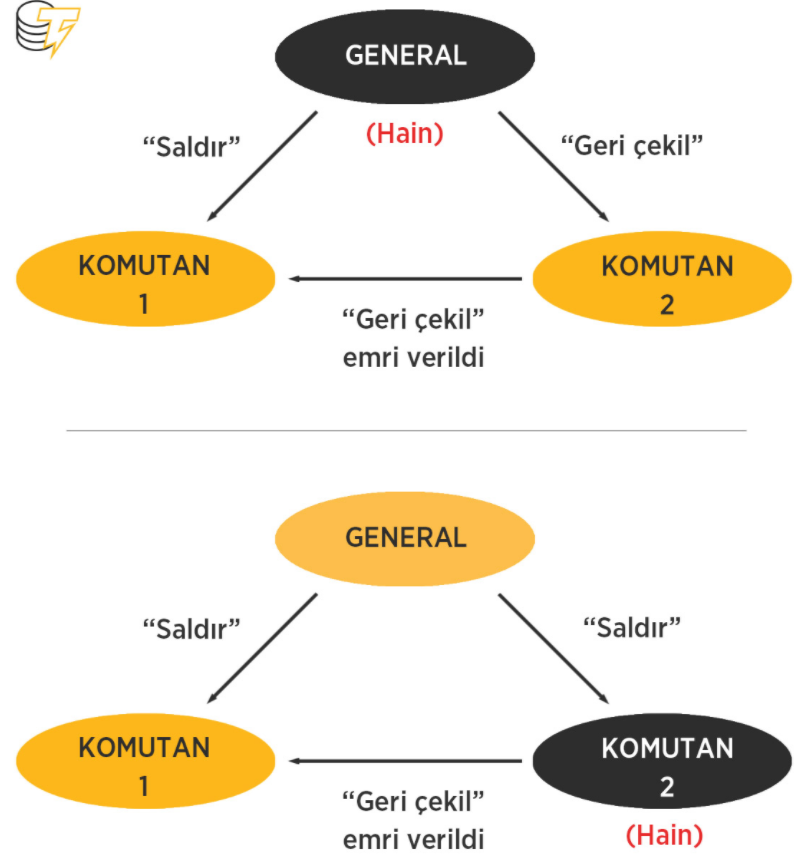 GENERAL
(Hain)
“Saldır”
“Geri çekil”
KOMUTAN
1
KOMUTAN
2
“Geri çekil”
emri verildi
GENERAL
“Saldır”
“Saldır”
KOMUTAN
1
KOMUTAN
2
“Geri çekil”
emri verildi
(Hain)